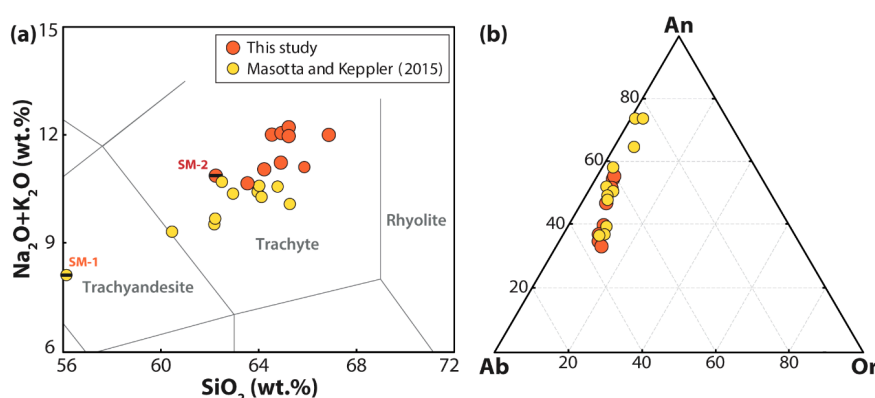 (a)
15
12
9
6
Na2O+K2O (wt.%)
This study
Masotta and Keppler (2015)
SM-2
SM-1
Trachyandesite
Trachyte
Rhyolite
56
60
64
68
72
SiO2 (wt.%)
(b)
An
80
60
40
20
Ab
20
40
60
80
Or